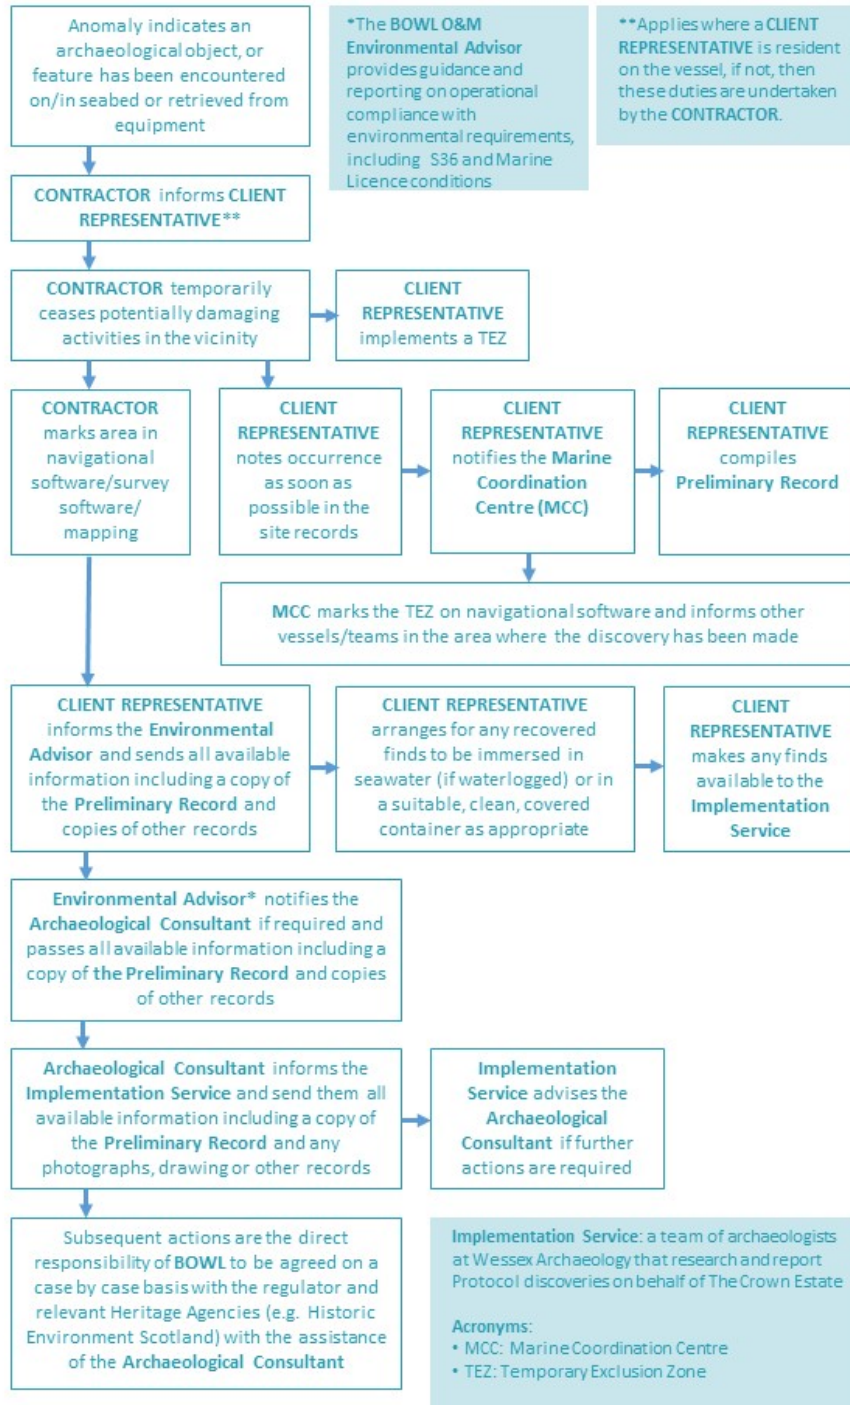 Anomaly indicates an
archaeological object, or
feature has been encountered
on/in seabed or retrieved from
equipment
*The BOWL O&M
Environmental Advisor
provides guidance and
reporting on operational
compliance with
environmental requirements,
including S36 and Marine
Licence conditions
**Applies where a CLIENT
REPRESENTATIVE is resident
on the vessel, if not, then
these duties are undertaken
by the CONTRACTOR.
CONTRACTOR informs CLIENT
REPRESENTATIVE**
CONTRACTOR temporarily
ceases potentially damaging
activities in the vicinity
CLIENT
REPRESENTATIVE
implements a TEZ
CONTRACTOR
marks area in
navigational
software/survey
software/
mapping
CLIENT
REPRESENTATIVE
notes occurrence
as soon as
possible in the
site records
CLIENT
REPRESENTATIVE
notifies the Marine
Coordination
Centre (MCC)
CLIENT
REPRESENTATIVE
compiles
Preliminary Record
MCC marks the TEZ on navigational software and informs other
vessels/teams in the area where the discovery has been made
CLIENT REPRESENTATIVE
informs the Environmental
Advisor and sends all available
information including a copy of
the Preliminary Record and
copies of other records
CLIENT REPRESENTATIVE
arranges for any recovered
finds to be immersed in
seawater (if waterlogged) or in
a suitable, clean, covered
container as appropriate
CLIENT
REPRESENTATIVE
makes any finds
available to the
Implementation
Service
Environmental Advisor* notifies the
Archaeological Consultant if required and
passes all available information including a
copy of the Preliminary Record and copies
of other records
Archaeological Consultant informs the
Implementation Service and send them all
available information including a copy of
the Preliminary Record and any
photographs, drawing or other records
Implementation
Service advises the
Archaeological
Consultant if further
actions are required
Subsequent actions are the direct
responsibility of BOWL to be agreed on a
case by case basis with the regulator and
relevant Heritage Agencies (e.g. Historic
Environment Scotland) with the assistance
of the Archaeological Consultant
Implementation Service: a team of archaeologists
at Wessex Archaeology that research and report
Protocol discoveries on behalf of The Crown Estate
Acronyms:
• MCC: Marine Coordination Centre
• TEZ: Temporary Exclusion Zone